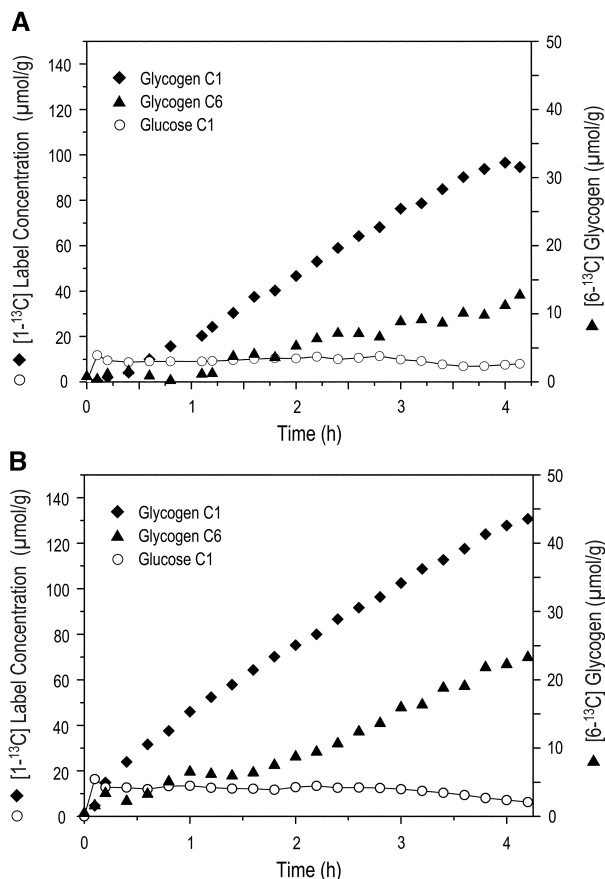 A
Glycogen C1
Glycogen C6
Glucose C1
140
120
100
80
60
40
20
0
50
40
30
20
10
0
0
1
2
3
4
Time (h)
[1-¹³C] Label Concentration (µmol/g)
[6-¹³C] Glycogen (µmol/g)
B
Glycogen C1
Glycogen C6
Glucose C1
140
120
100
80
60
40
20
0
50
40
30
20
10
0
0
1
2
3
4
Time (h)
[1-¹³C] Label Concentration (µmol/g)
[6-¹³C] Glycogen (µmol/g)